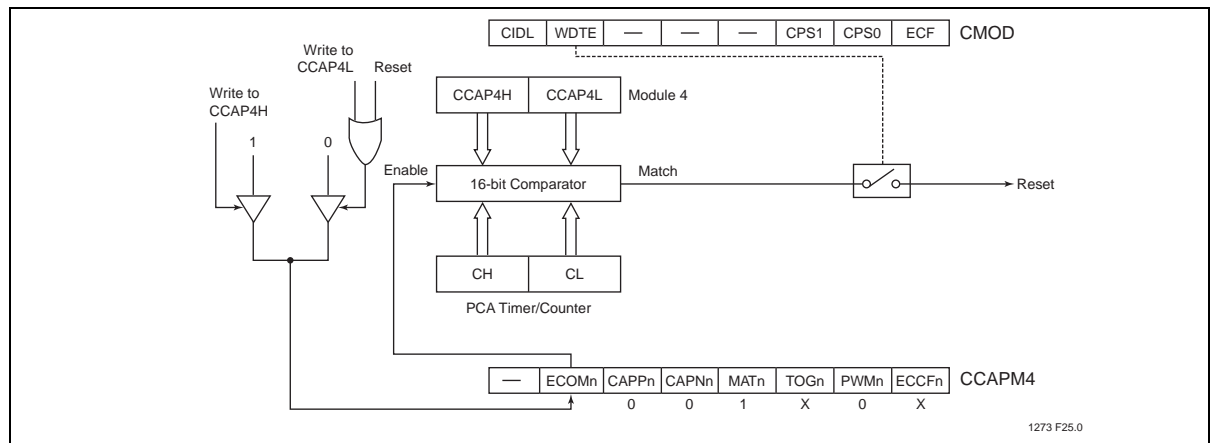 CIDL WDTE — — — CPS1 CPS0 ECF CMOD
Write to
CCAP4L Reset
Write to
CCAP4H
CCAP4H CCAP4L Module 4
1 0
Enable 16-bit Comparator Match Reset
CH CL
PCA Timer/Counter
— ECOMn CAPPn CAPNn MATn TOGn PWMn ECCFn CCAPM4
0 0 1 X 0 X
1273 F25.0